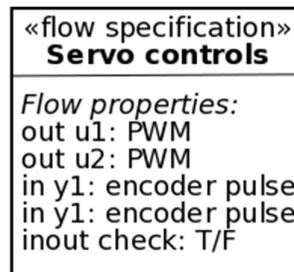 «flow specification»
Servo controls
Flow properties:
out u1: PWM
out u2: PWM
in y1: encoder pulse
in y1: encoder pulse
inout check: T/F